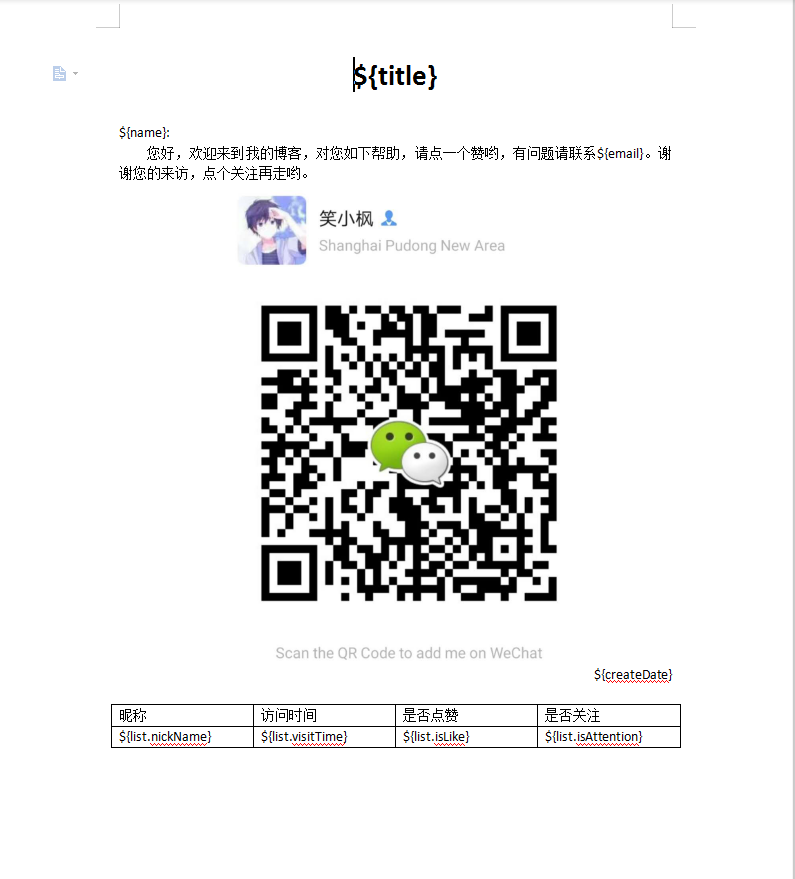 ${title}
${name}:
您好，欢迎来到我的博客，对您如下帮助，请点一个赞哟，有问题请联系${email}。谢
谢您的来访，点个关注再走哟。
笑小枫
Shanghai Pudong New Area
Scan the QR Code to add me on WeChat
${createDate}
昵称 访问时间 是否点赞 是否关注
${list.nickName} ${list.visitTime} ${list.isLike} ${list.isAttention}